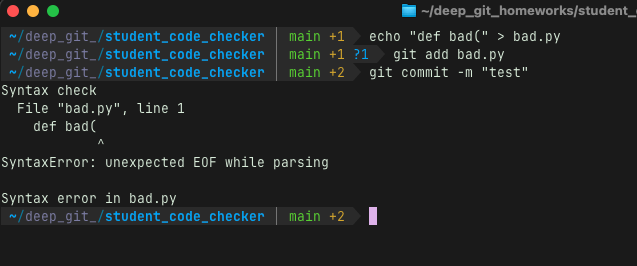 ~/deep_git_homeworks/student_
~/deep_git_/student_code_checker main +1 echo "def bad(" > bad.py
~/deep_git_/student_code_checker main +1 ?1 git add bad.py
~/deep_git_/student_code_checker main +2 git commit -m "test"
Syntax check
  File "bad.py", line 1
    def bad(
            ^
SyntaxError: unexpected EOF while parsing

Syntax error in bad.py
~/deep_git_/student_code_checker main +2